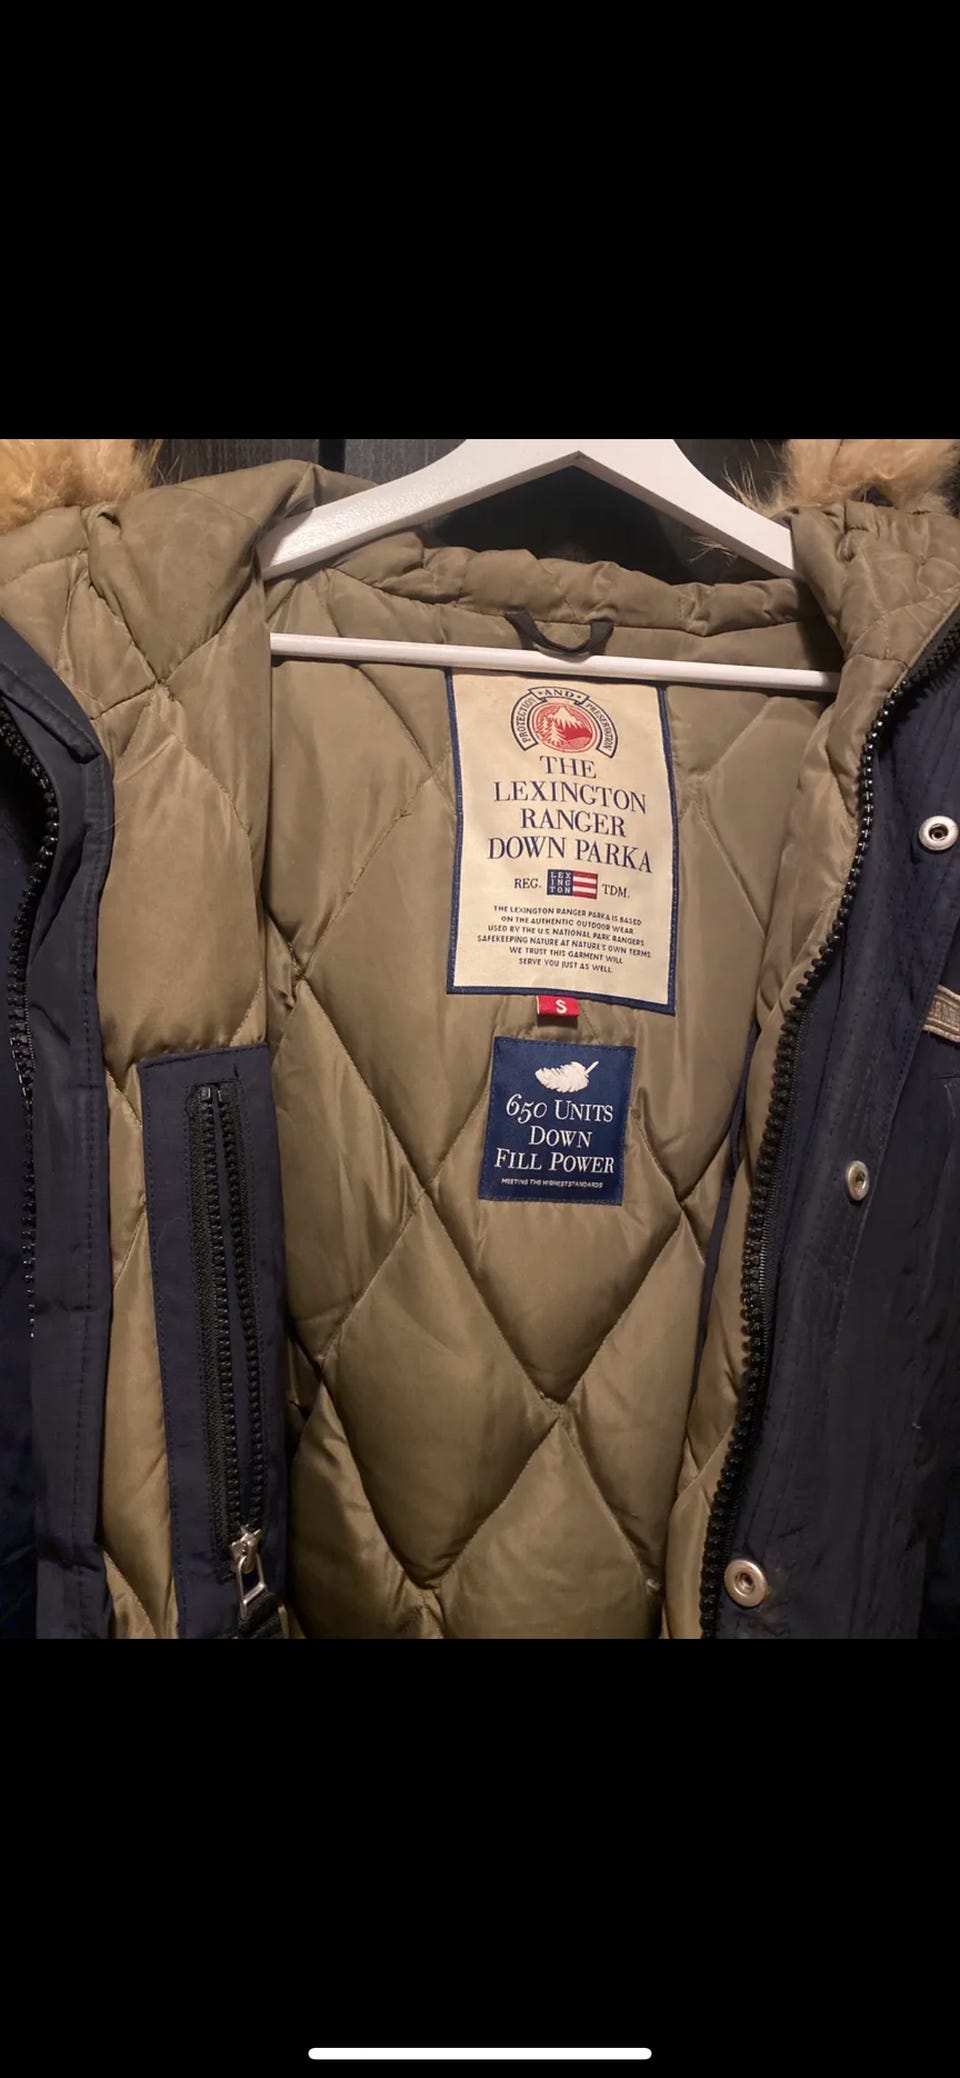 PROTECTION AND PRESERVATION
THE
LEXINGTON
RANGER
DOWN PARKA
REG. LEX ING TON TDM.
THE LEXINGTON RANGER PARKA IS BASED
ON THE AUTHENTIC OUTDOOR WEAR
USED BY THE U.S. NATIONAL PARK RANGERS
SAFEKEEPING NATURE AT NATURE'S OWN TERMS.
WE TRUST THIS GARMENT WILL
SERVE YOU JUST AS WELL.
S
650 UNITS
DOWN
FILL POWER
MEETING THE HIGHEST STANDARDS